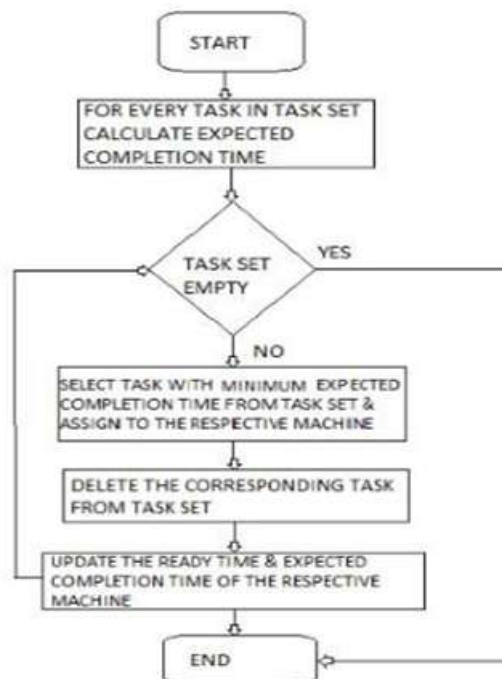 START
FOR EVERY TASK IN TASK SET
CALCULATE EXPECTED
COMPLETION TIME
TASK SET
EMPTY
YES
NO
SELECT TASK WITH MINIMUM EXPECTED
COMPLETION TIME FROM TASK SET &
ASSIGN TO THE RESPECTIVE MACHINE
DELETE THE CORRESPONDING TASK
FROM TASK SET
UPDATE THE READY TIME & EXPECTED
COMPLETION TIME OF THE RESPECTIVE
MACHINE
END